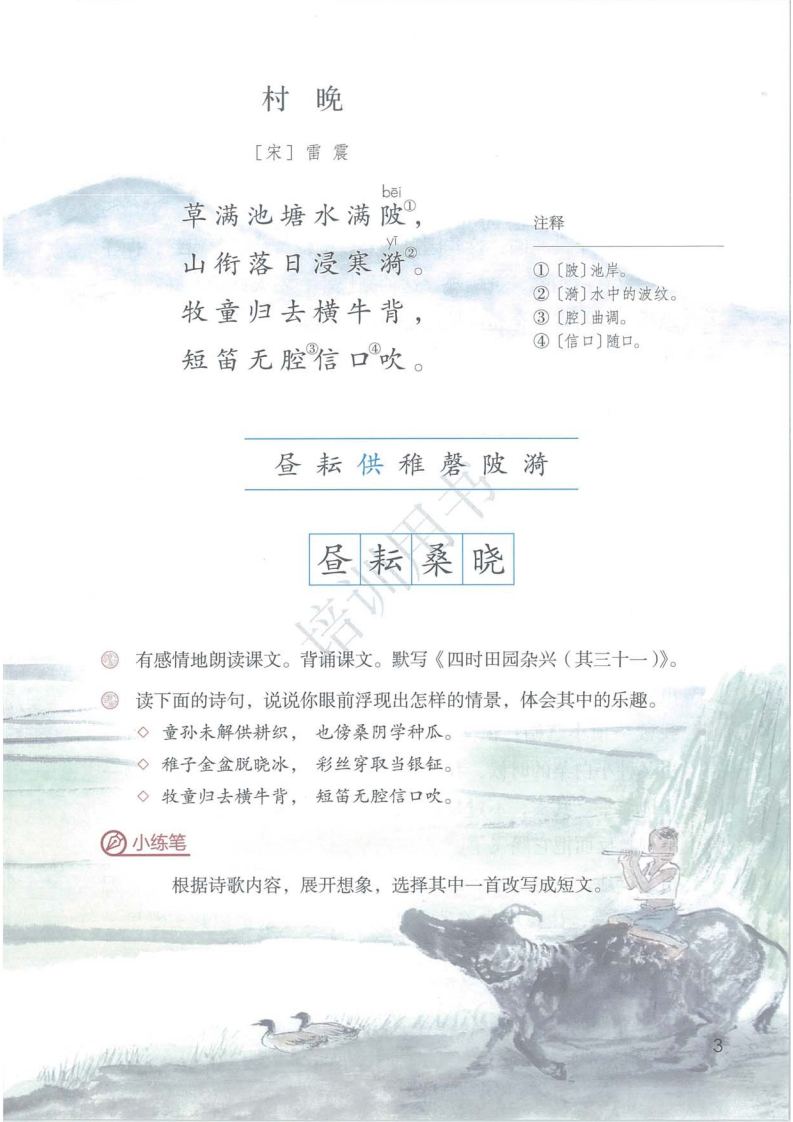 村 晚
［宋］雷 震
bēi
草满池塘水满陂①，
yī
山衔落日浸寒漪②。
牧童归去横牛背，
短笛无腔③信口④吹。
注释
①〔陂〕池岸。
②〔漪〕水中的波纹。
③〔腔〕曲调。
④〔信口〕随口。
昼 耘 供 稚 磬 陂 漪
培训用书
昼 耘 桑 晓
有感情地朗读课文。背诵课文。默写《四时田园杂兴（其三十一）》。
读下面的诗句，说说你眼前浮现出怎样的情景，体会其中的乐趣。
◇ 童孙未解供耕织， 也傍桑阴学种瓜。
◇ 稚子金盆脱晓冰， 彩丝穿取当银钲。
◇ 牧童归去横牛背， 短笛无腔信口吹。
小练笔
根据诗歌内容，展开想象，选择其中一首改写成短文。
3